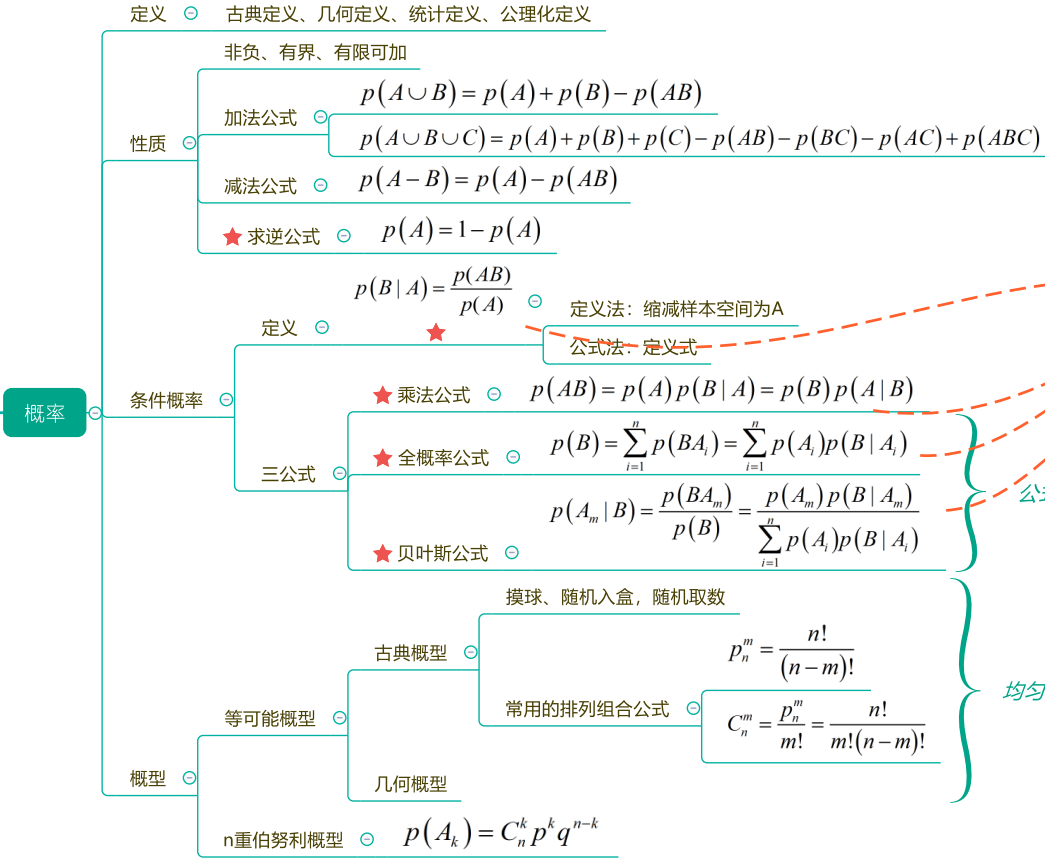 概率
定义
古典定义、几何定义、统计定义、公理化定义
性质
非负、有界、有限可加
加法公式
p(A∪B)=p(A)+p(B)−p(AB)
p(A∪B∪C)=p(A)+p(B)+p(C)−p(AB)−p(BC)−p(AC)+p(ABC)
减法公式
p(A−B)=p(A)−p(AB)
求逆公式
p(A)=1−p(A)
条件概率
定义
p(B|A)=p(AB)/p(A)
定义法：缩减样本空间为A
公式法：定义式
三公式
乘法公式
p(AB)=p(A)p(B|A)=p(B)p(A|B)
全概率公式
p(B)=∑_{i=1}^{n}p(BA_i)=∑_{i=1}^{n}p(A_i)p(B|A_i)
贝叶斯公式
p(A_m|B)=p(BA_m)/p(B)=p(A_m)p(B|A_m)/∑_{i=1}^{n}p(A_i)p(B|A_i)
公
概型
等可能概型
古典概型
摸球、随机入盒，随机取数
常用的排列组合公式
p_n^m=n!/(n−m)!
C_n^m=p_n^m/m!=n!/m!(n−m)!
几何概型
均匀
n重伯努利概型
p(A_k)=C_n^k p^k q^{n−k}